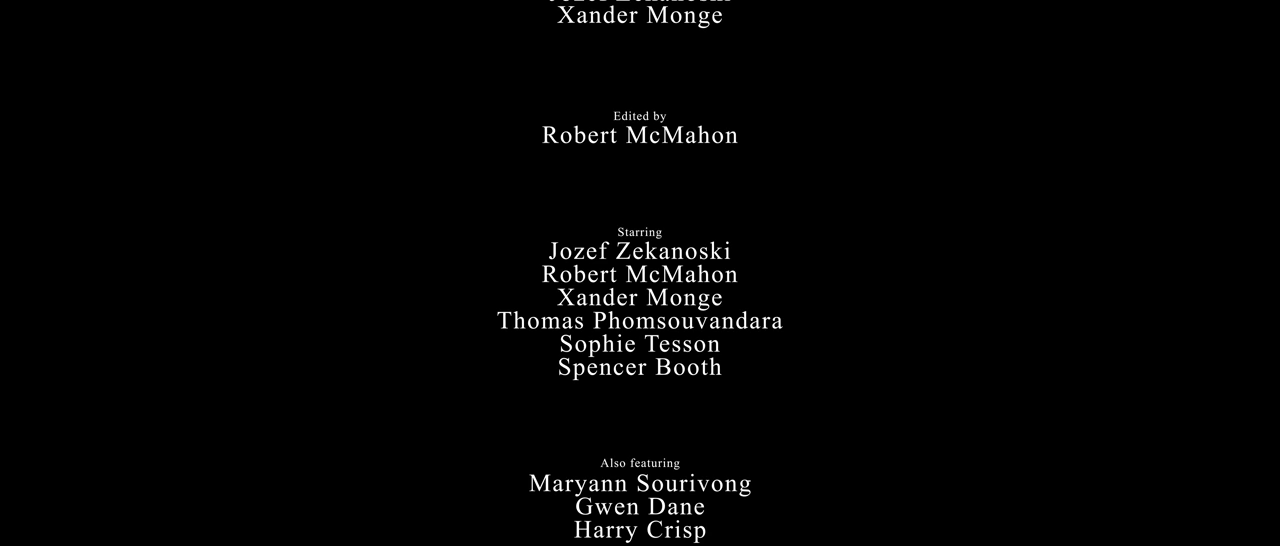 Xander Monge
Edited by
Robert McMahon
Starring
Jozef Zekanoski
Robert McMahon
Xander Monge
Thomas Phomsouvandara
Sophie Tesson
Spencer Booth
Also featuring
Maryann Sourivong
Gwen Dane
Harry Crisp